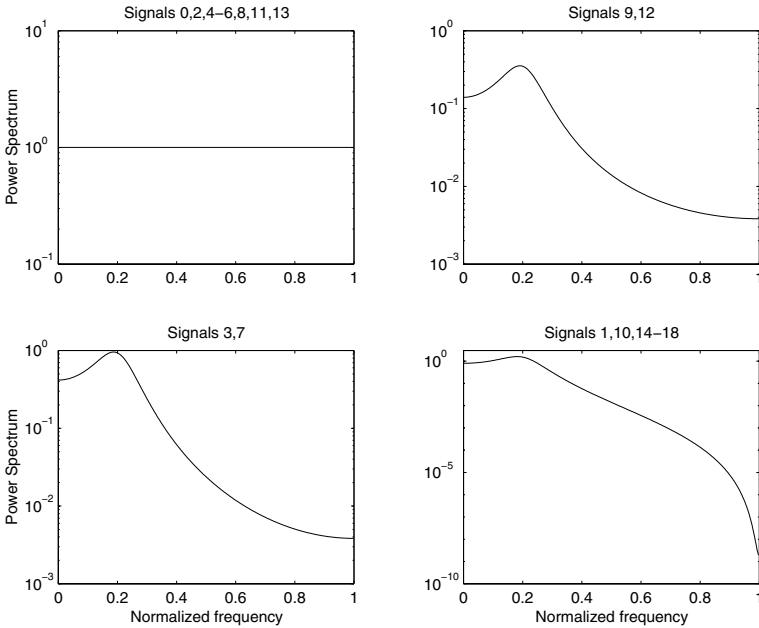 Signals 0,2,4−6,8,11,13
10^1
10^0
10^−1
Power Spectrum
0 0.2 0.4 0.6 0.8 1
Signals 9,12
10^0
10^−1
10^−2
10^−3
0 0.2 0.4 0.6 0.8 1
Signals 3,7
10^0
10^−1
10^−2
10^−3
Power Spectrum
0 0.2 0.4 0.6 0.8 1
Normalized frequency
Signals 1,10,14−18
10^0
10^−5
10^−10
0 0.2 0.4 0.6 0.8 1
Normalized frequency